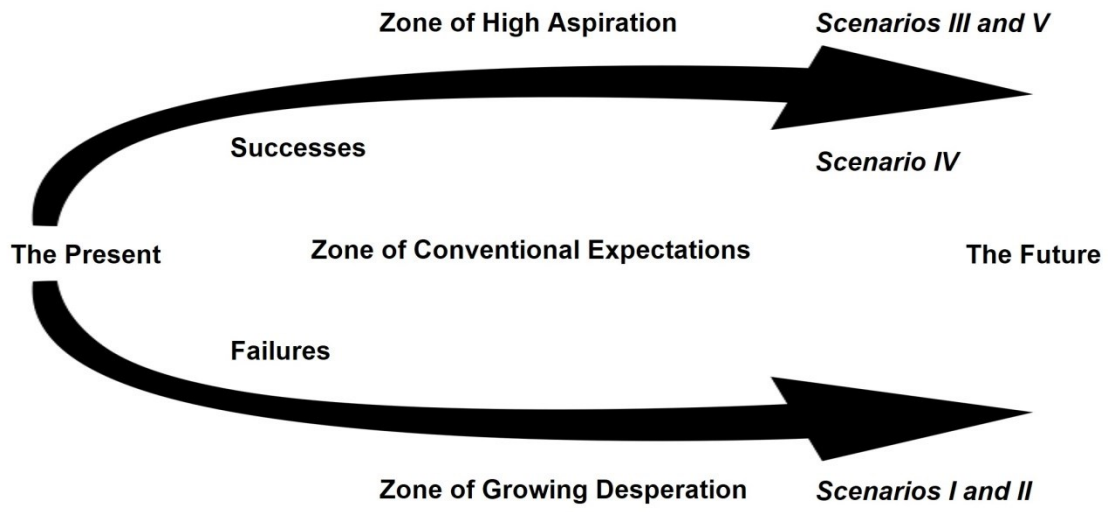 Zone of High Aspiration
Scenarios III and V
Successes
Scenario IV
The Present
Zone of Conventional Expectations
The Future
Failures
Zone of Growing Desperation
Scenarios I and II